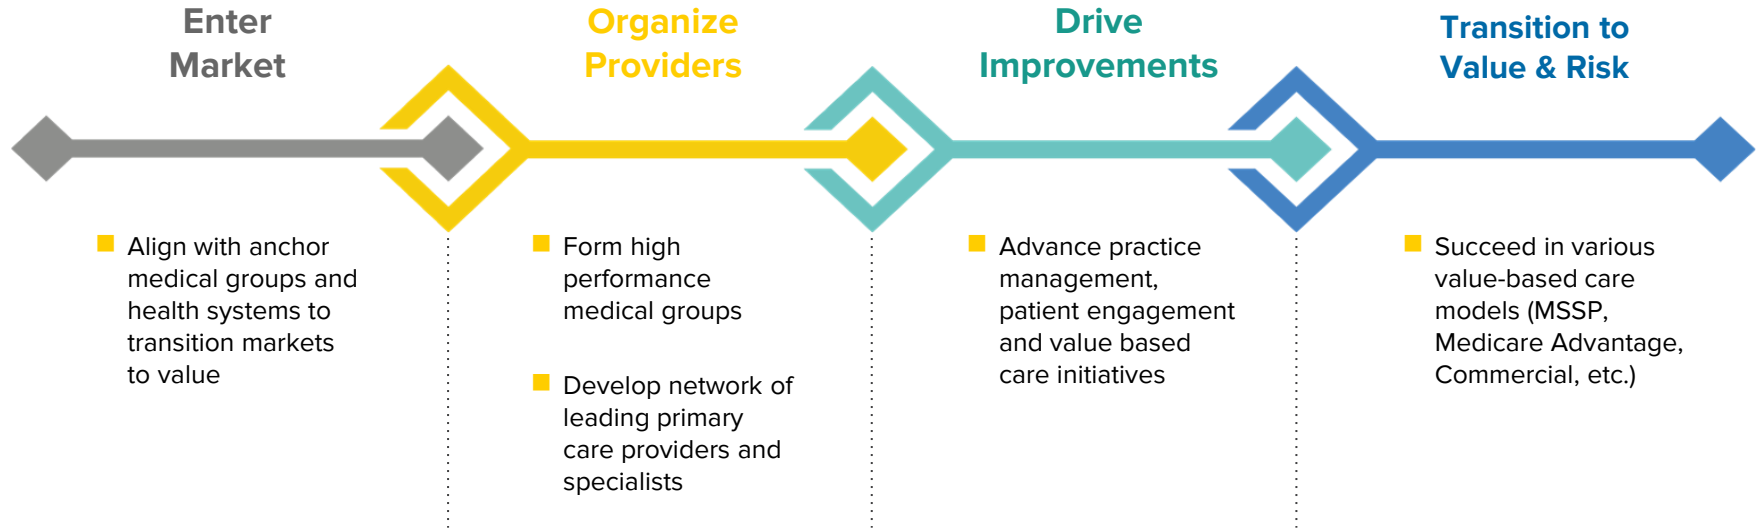 Enter
Market
Organize
Providers
Drive
Improvements
Transition to
Value & Risk
Align with anchor
medical groups and
health systems to
transition markets
to value
Form high
performance
medical groups
Develop network of
leading primary
care providers and
specialists
Advance practice
management,
patient engagement
and value based
care initiatives
Succeed in various
value-based care
models (MSSP,
Medicare Advantage,
Commercial, etc.)